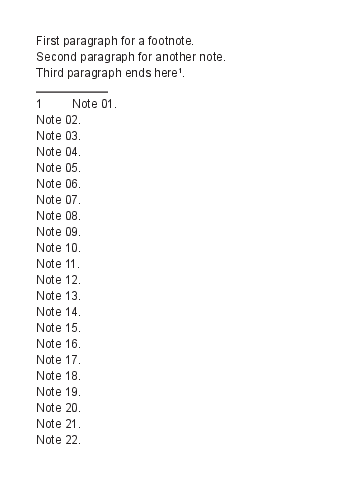 First paragraph for a footnote.
Second paragraph for another note.
Third paragraph ends here¹.
1 Note 01.
Note 02.
Note 03.
Note 04.
Note 05.
Note 06.
Note 07.
Note 08.
Note 09.
Note 10.
Note 11.
Note 12.
Note 13.
Note 14.
Note 15.
Note 16.
Note 17.
Note 18.
Note 19.
Note 20.
Note 21.
Note 22.